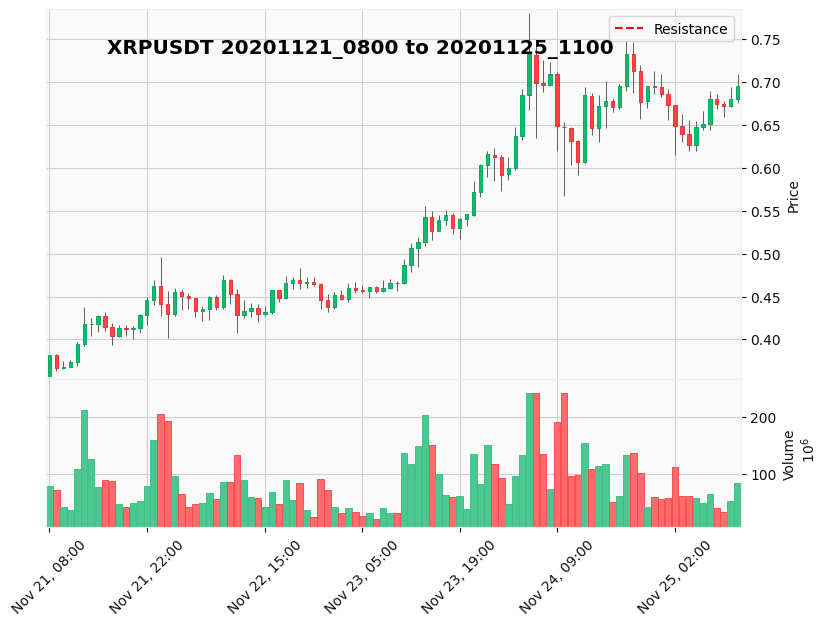 XRPUSDT 20201121_0800 to 20201125_1100
Resistance
0.75
0.70
0.65
0.60
0.55
0.50
0.45
0.40
Price
200
100
Volume
10^6
Nov 21, 08:00
Nov 21, 22:00
Nov 22, 15:00
Nov 23, 05:00
Nov 23, 19:00
Nov 24, 09:00
Nov 25, 02:00